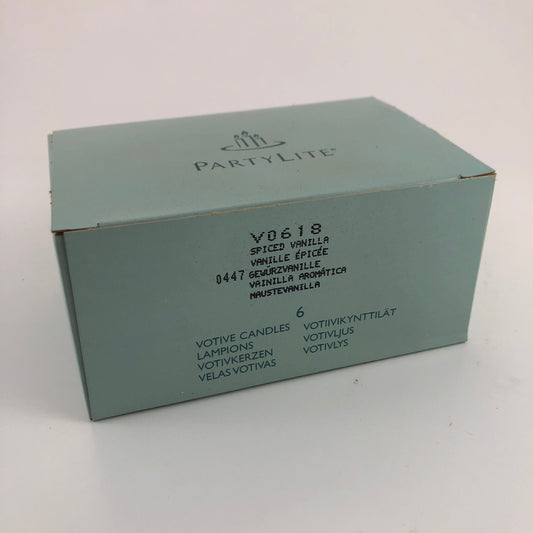 PARTYLITE®
V0618
SPICED VANILLA
VANILLE ÉPICÉE
0447 GEWÜRZVANILLE
VAINILLA AROMÁTICA
MAUSTEVANILLA
6
VOTIVE CANDLES
LAMPIONS
VOTIVKERZEN
VELAS VOTIVAS
VOTIIVIKYNTTILÄT
VOTIVLJUS
VOTIVLYS